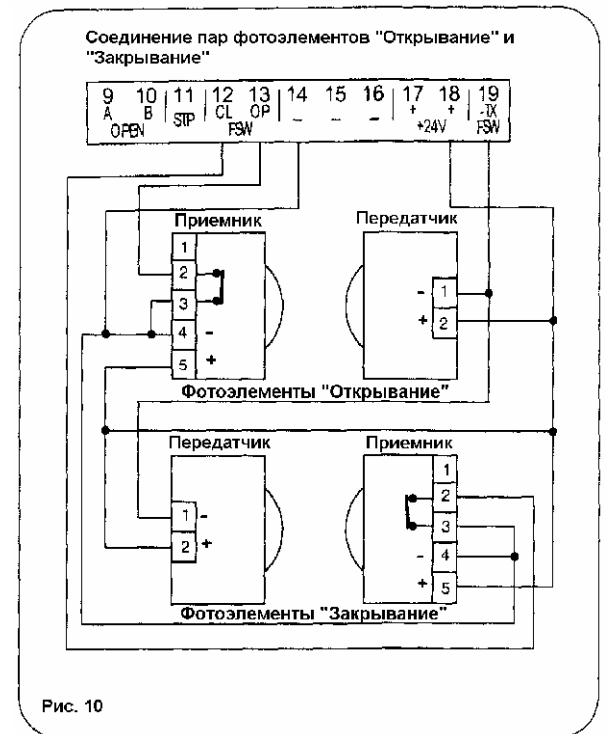 Соединение пар фотоэлементов "Открывание" и
"Закрывание"
9 10 11 12 13 14 15 16 17 18 19
A B STP CL OP - - - + + -TX
OPEN FSW +24V FSW
Приемник Передатчик
1
2
3
4 -
5 +
- 1
+ 2
Фотоэлементы "Открывание"
Передатчик Приемник
1 -
2 +
1
2
3
- 4
+ 5
Фотоэлементы "Закрывание"
Рис. 10